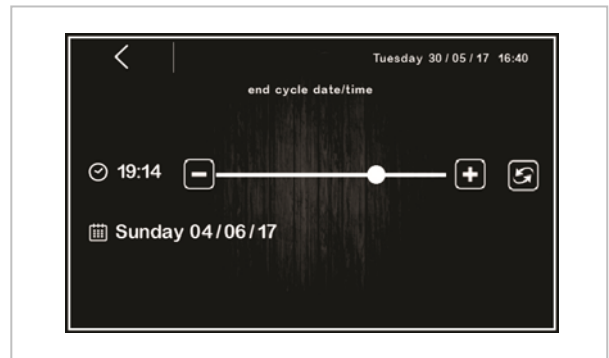 Tuesday 30 / 05 / 17 16:40
end cycle date/time
19:14
Sunday 04 / 06 / 17